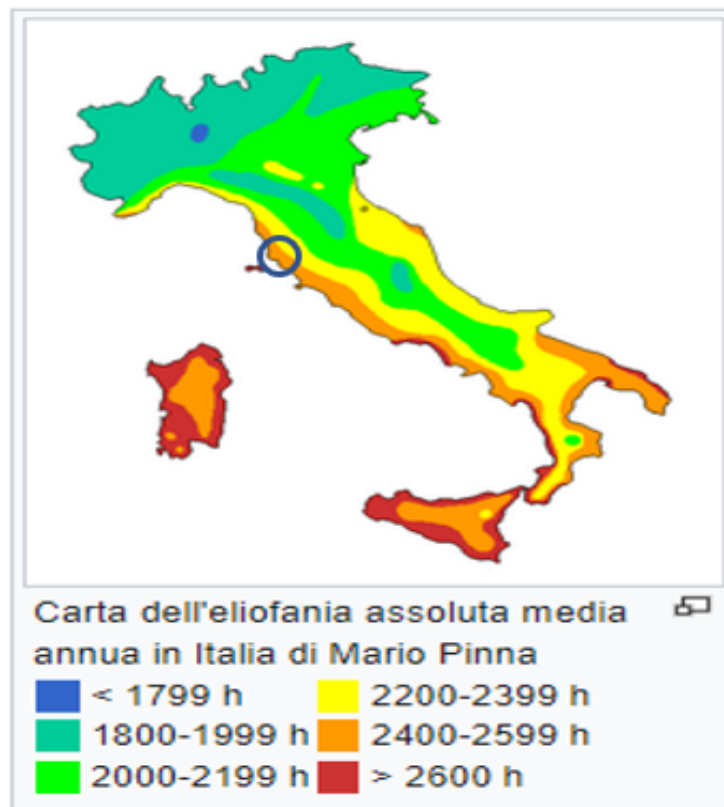 Carta dell'eliofania assoluta media
annua in Italia di Mario Pinna
< 1799 h 2200-2399 h
1800-1999 h 2400-2599 h
2000-2199 h > 2600 h